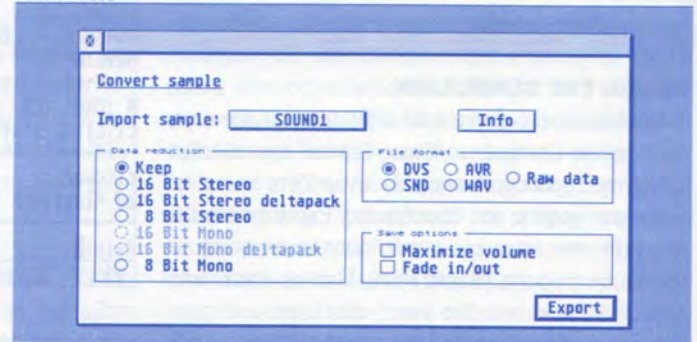 Convert sample
Import sample: SOUND1 Info
Data reduction
Keep
16 Bit Stereo
16 Bit Stereo deltapack
8 Bit Stereo
16 Bit Mono
16 Bit Mono deltapack
8 Bit Mono
File format
DVS AVR
SND WAV Raw data
Save options
Maximize volume
Fade in/out
Export